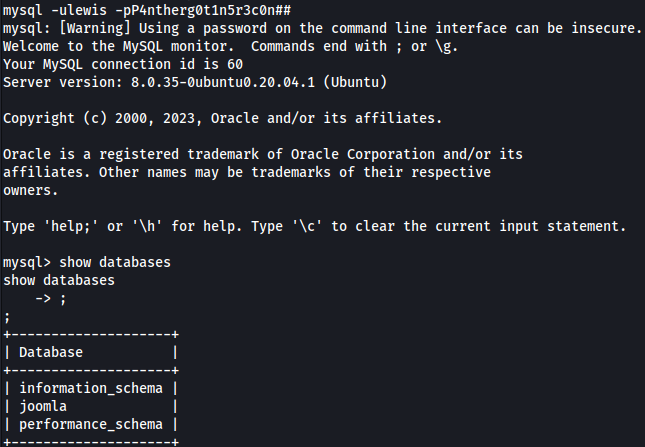 mysql -ulewis -pP4ntherg0t1n5r3c0n##
mysql: [Warning] Using a password on the command line interface can be insecure.
Welcome to the MySQL monitor.  Commands end with ; or \g.
Your MySQL connection id is 60
Server version: 8.0.35-0ubuntu0.20.04.1 (Ubuntu)

Copyright (c) 2000, 2023, Oracle and/or its affiliates.

Oracle is a registered trademark of Oracle Corporation and/or its
affiliates. Other names may be trademarks of their respective
owners.

Type 'help;' or '\h' for help. Type '\c' to clear the current input statement.

mysql> show databases
show databases
    -> ;
;
+--------------------+
| Database           |
+--------------------+
| information_schema |
| joomla             |
| performance_schema |
+--------------------+